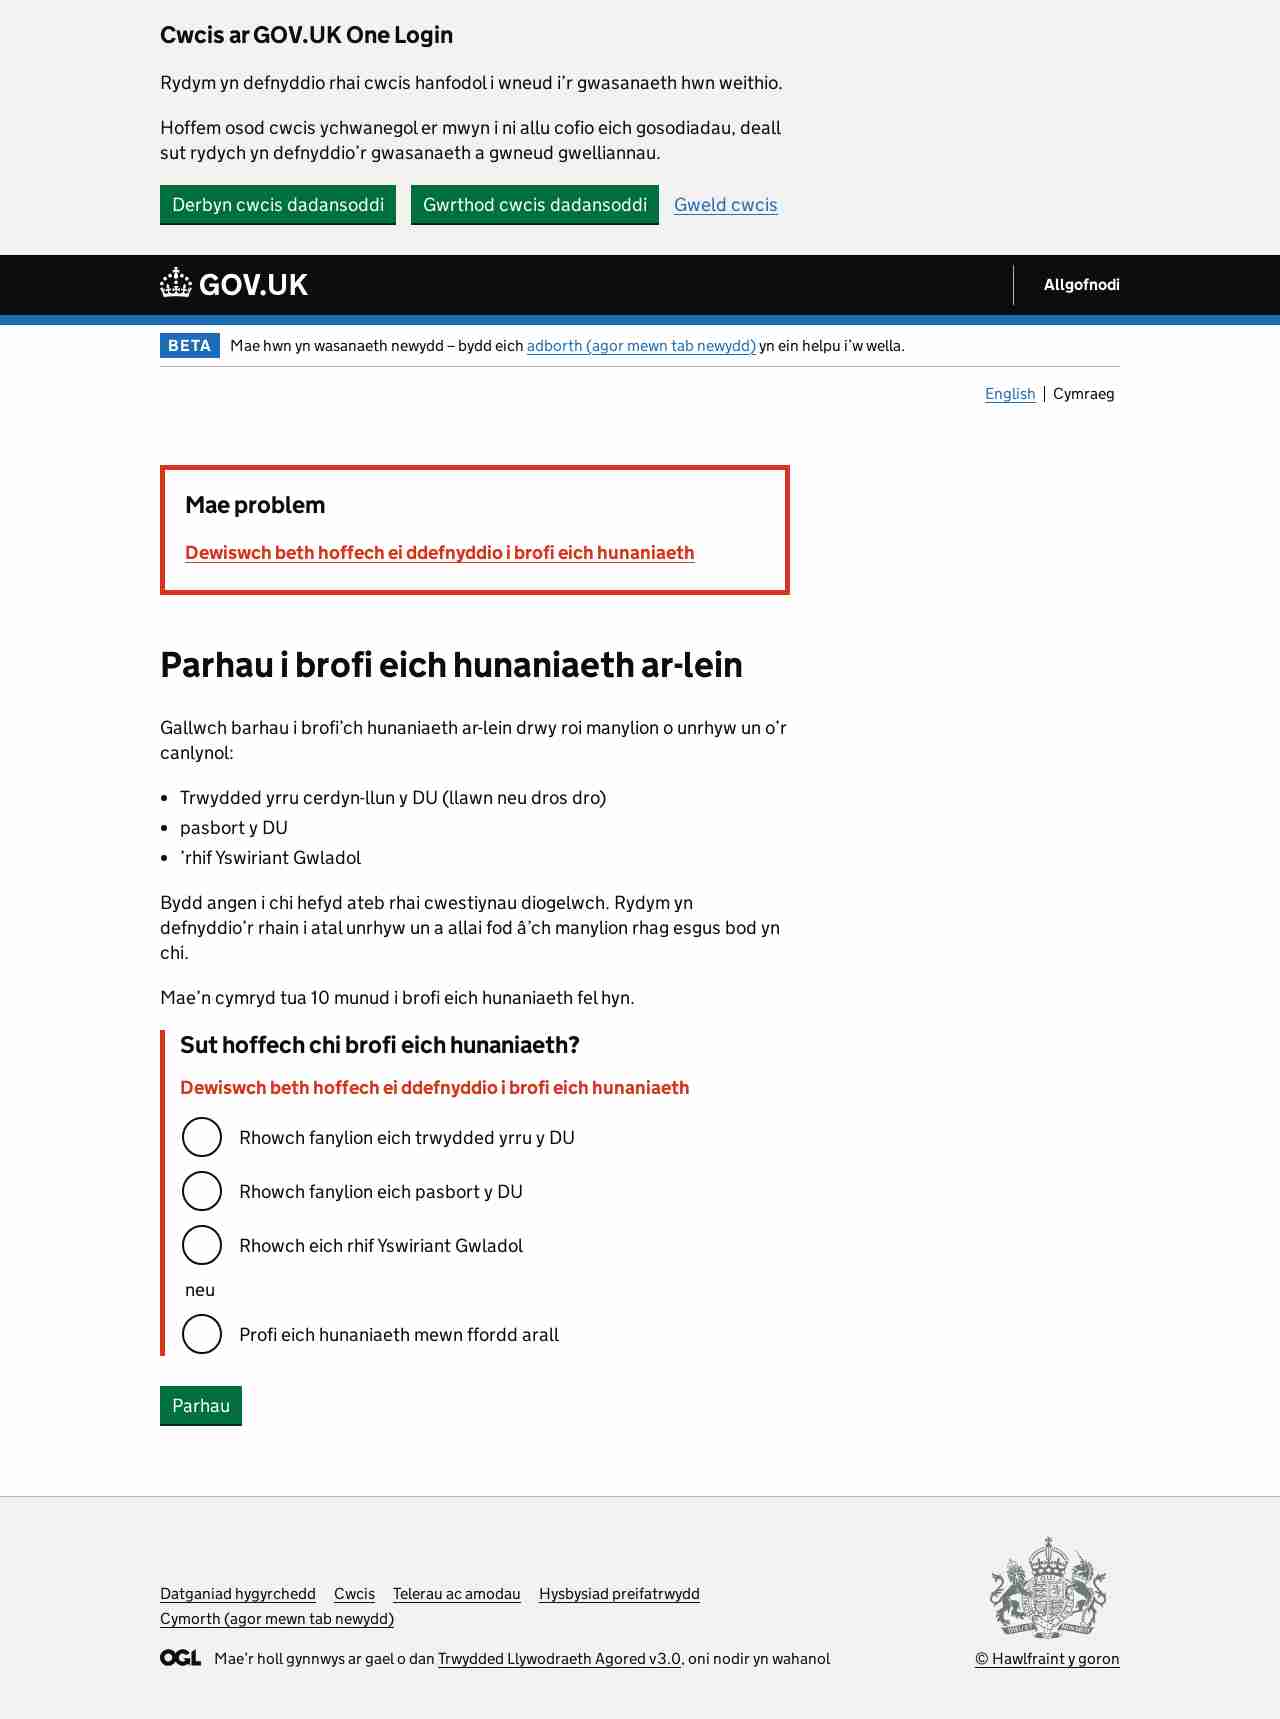 Cwcis ar GOV.UK One Login
Rydym yn defnyddio rhai cwcis hanfodol i wneud i’r gwasanaeth hwn weithio.
Hoffem osod cwcis ychwanegol er mwyn i ni allu cofio eich gosodiadau, deall
sut rydych yn defnyddio’r gwasanaeth a gwneud gwelliannau.
Derbyn cwcis dadansoddi Gwrthod cwcis dadansoddi Gweld cwcis
GOV.UK Allgofnodi
BETA Mae hwn yn wasanaeth newydd – bydd eich adborth (agor mewn tab newydd) yn ein helpu i’w wella.
English Cymraeg
Mae problem
Dewiswch beth hoffech ei ddefnyddio i brofi eich hunaniaeth
Parhau i brofi eich hunaniaeth ar-lein
Gallwch barhau i brofi’ch hunaniaeth ar-lein drwy roi manylion o unrhyw un o’r
canlynol:
• Trwydded yrru cerdyn-llun y DU (llawn neu dros dro)
• pasbort y DU
• ’rhif Yswiriant Gwladol
Bydd angen i chi hefyd ateb rhai cwestiynau diogelwch. Rydym yn
defnyddio’r rhain i atal unrhyw un a allai fod â’ch manylion rhag esgus bod yn
chi.
Mae’n cymryd tua 10 munud i brofi eich hunaniaeth fel hyn.
Sut hoffech chi brofi eich hunaniaeth?
Dewiswch beth hoffech ei ddefnyddio i brofi eich hunaniaeth
Rhowch fanylion eich trwydded yrru y DU
Rhowch fanylion eich pasbort y DU
Rhowch eich rhif Yswiriant Gwladol
neu
Profi eich hunaniaeth mewn ffordd arall
Parhau
Datganiad hygyrchedd Cwcis Telerau ac amodau Hysbysiad preifatrwydd
Cymorth (agor mewn tab newydd)
OGL Mae’r holl gynnwys ar gael o dan Trwydded Llywodraeth Agored v3.0, oni nodir yn wahanol
© Hawlfraint y goron